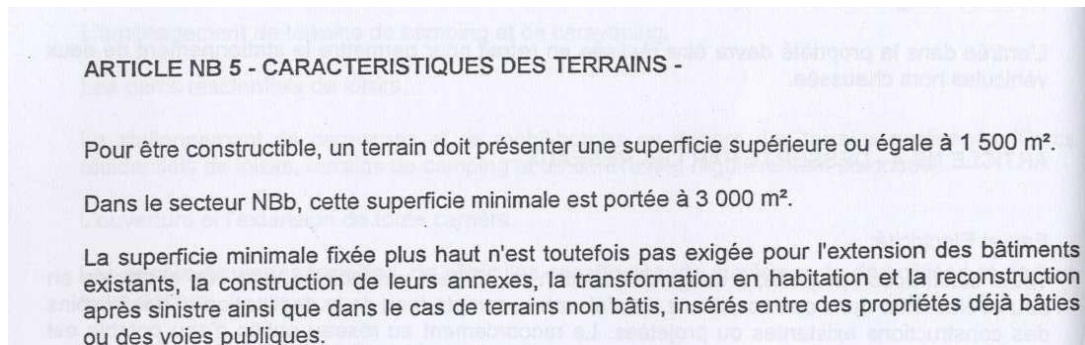 ARTICLE NB 5 - CARACTERISTIQUES DES TERRAINS -
Pour être constructible, un terrain doit présenter une superficie supérieure ou égale à 1 500 m².
Dans le secteur NBb, cette superficie minimale est portée à 3 000 m².
La superficie minimale fixée plus haut n'est toutefois pas exigée pour l'extension des bâtiments
existants, la construction de leurs annexes, la transformation en habitation et la reconstruction
après sinistre ainsi que dans le cas de terrains non bâtis, insérés entre des propriétés déjà bâties
ou des voies publiques.